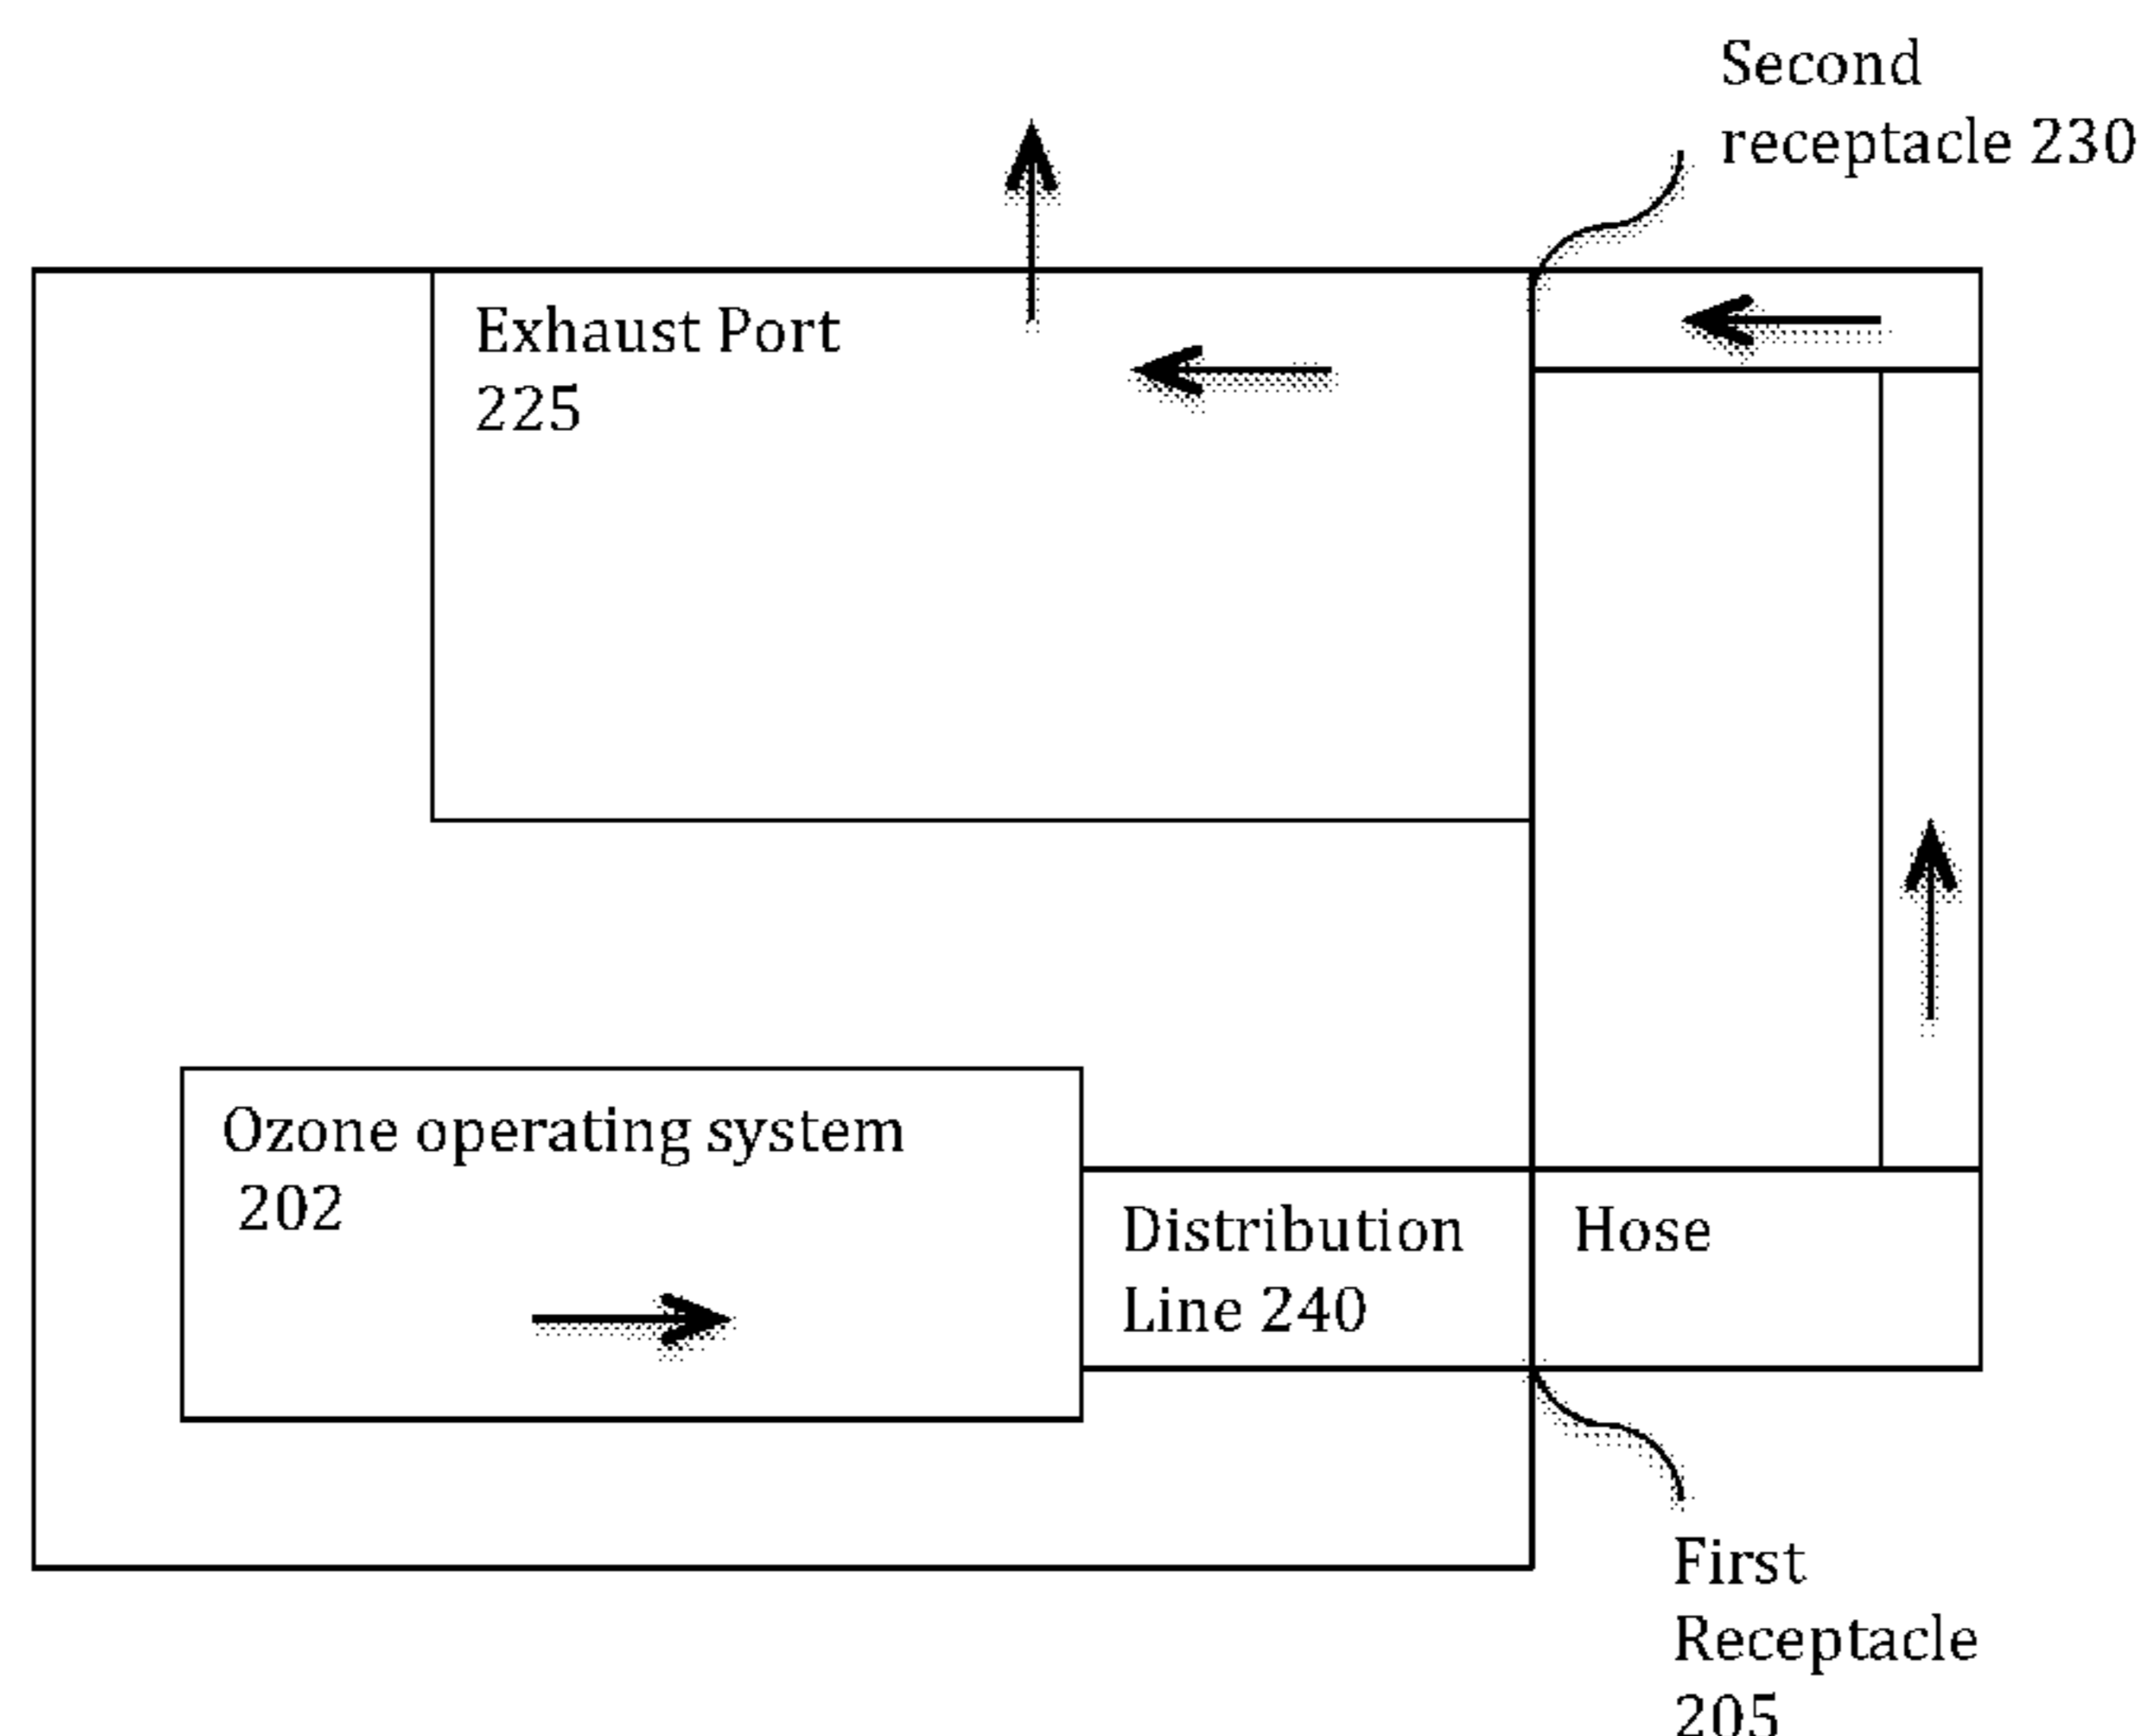 Second
receptacle 230
Exhaust Port
225
Ozone operating system
202
Distribution
Line 240
Hose
First
Receptacle
205